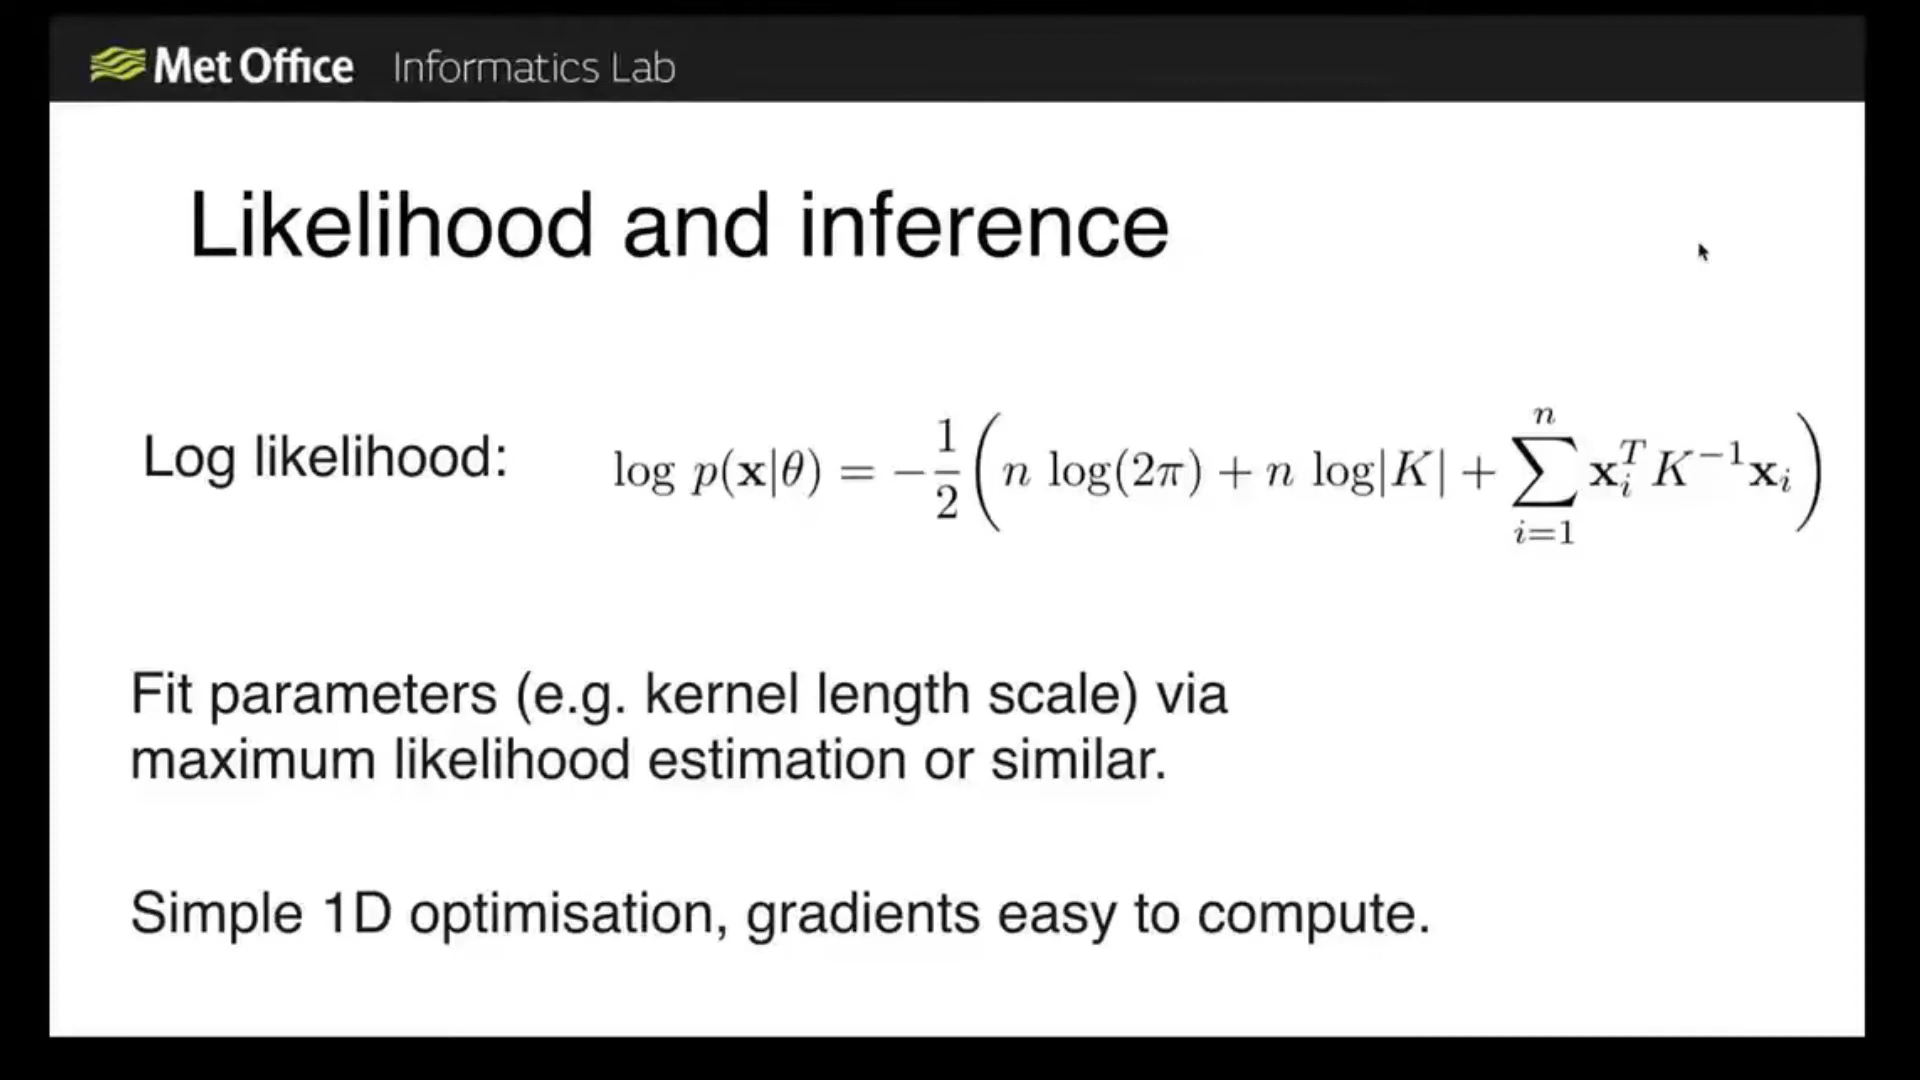 Met Office Informatics Lab
Likelihood and inference
Log likelihood: log p(x|θ) = −1/2 ( n log(2π) + n log|K| + ∑_{i=1}^{n} x_i^T K^{−1} x_i )
Fit parameters (e.g. kernel length scale) via
maximum likelihood estimation or similar.
Simple 1D optimisation, gradients easy to compute.